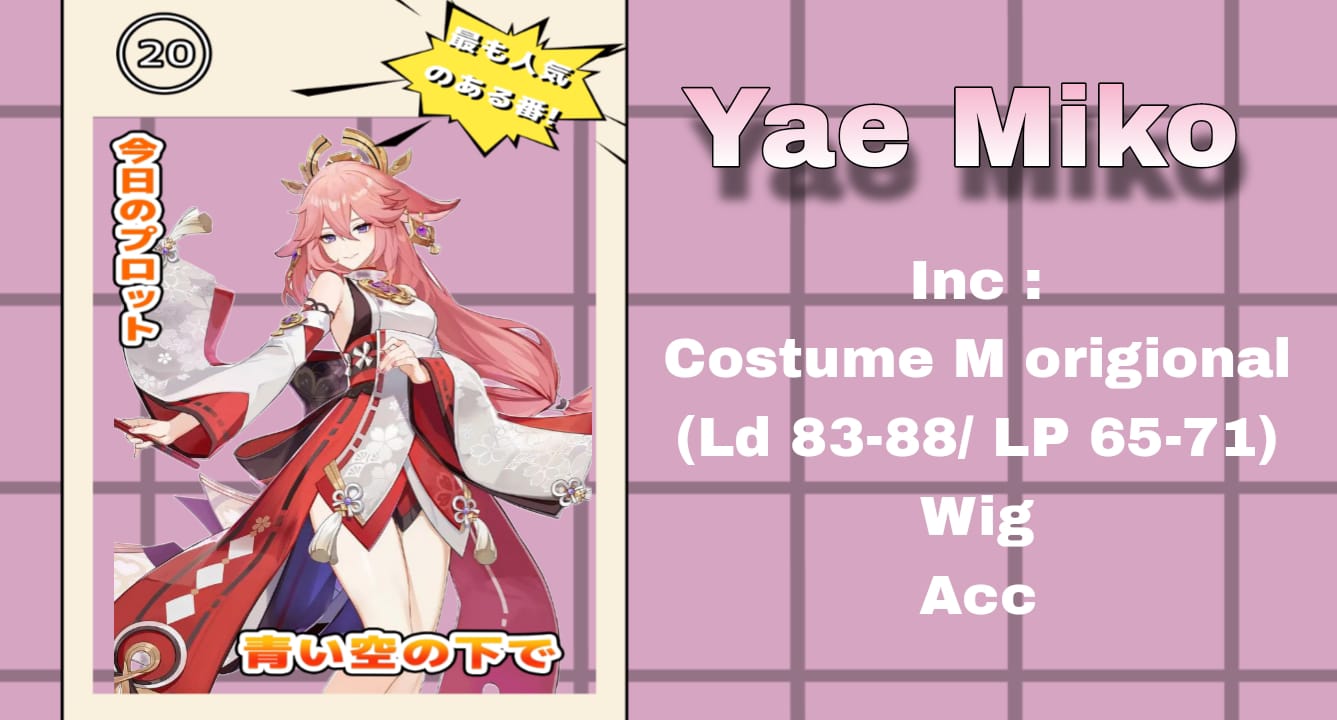 20
最も人気
のある番!
今日のプロット
青い空の下で
Yae Miko
Inc :
Costume M origional
(Ld 83-88/ LP 65-71)
Wig
Acc